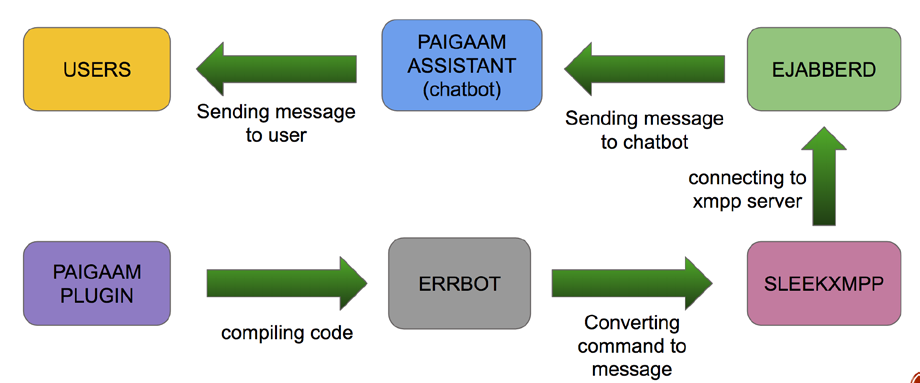 USERS
Sending message
to user
PAIGAAM
ASSISTANT
(chatbot)
Sending message
to chatbot
EJABBERD
connecting to
xmpp server
PAIGAAM
PLUGIN
compiling code
ERRBOT
Converting
command to
message
SLEEKXMPP